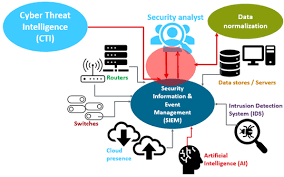 Cyber Threat
Intelligence
(CTI)
Security analyst
Data
normalization
Routers
Data stores / Servers
Security
Information &
Event
Management
(SIEM)
Switches
Intrusion Detection
System (IDS)
Cloud
presence
Artificial
Intelligence (AI)